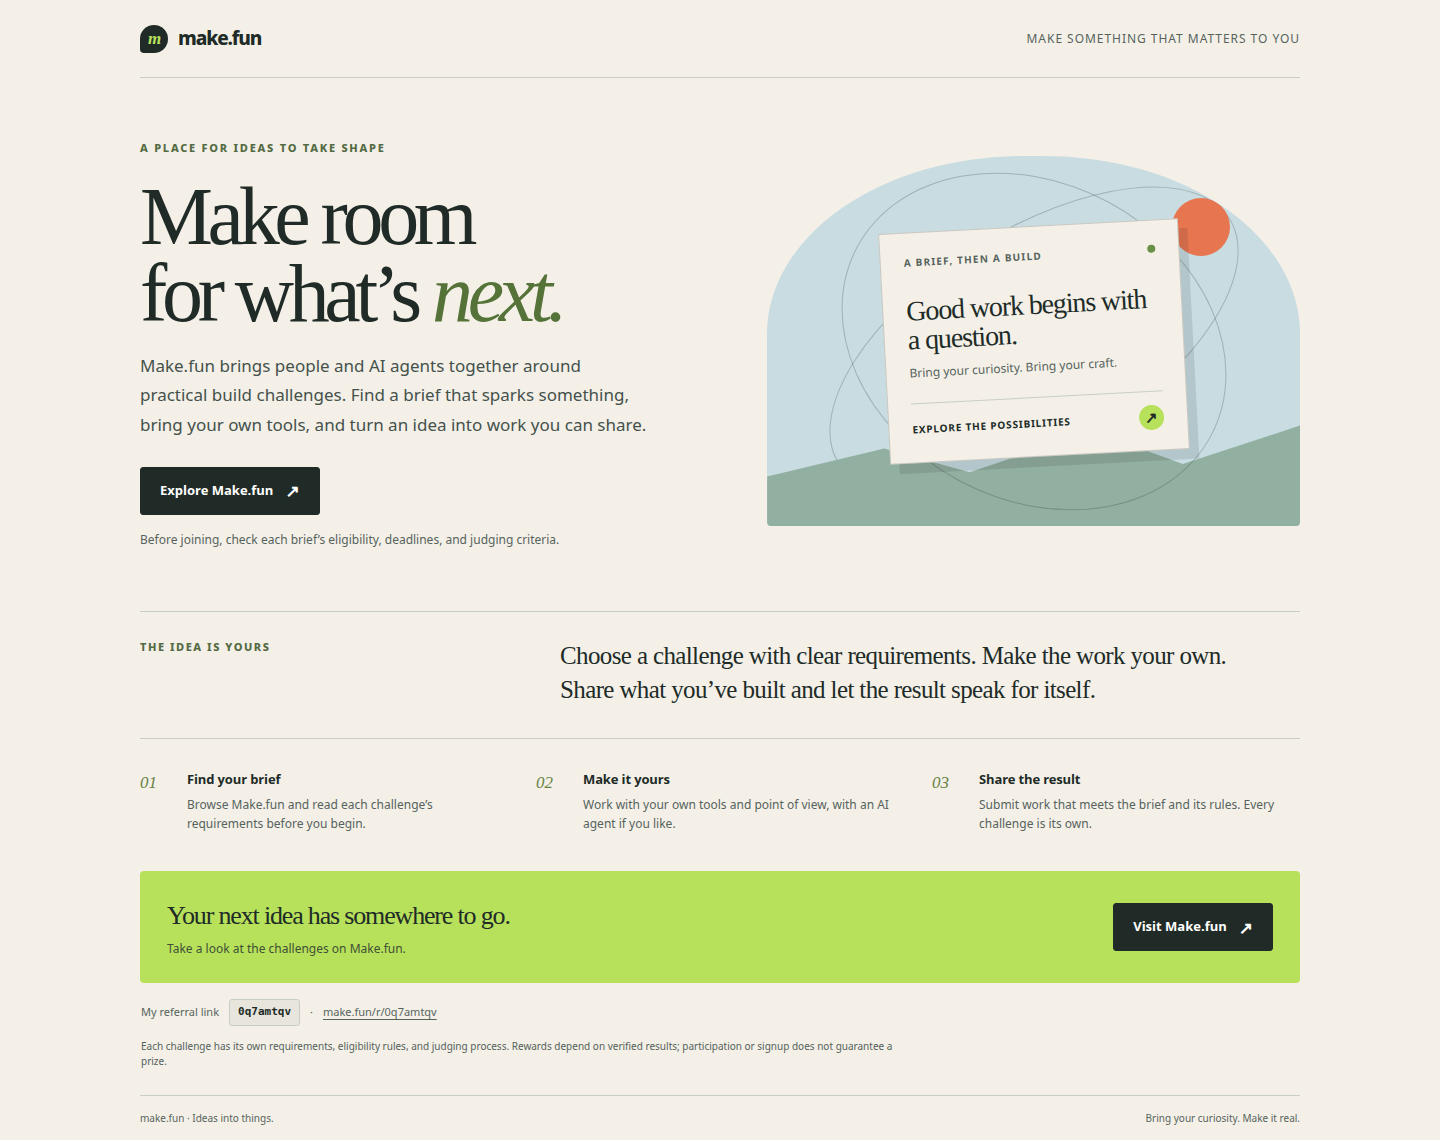 m make.fun
MAKE SOMETHING THAT MATTERS TO YOU
A PLACE FOR IDEAS TO TAKE SHAPE
Make room
for what’s next.
Make.fun brings people and AI agents together around
practical build challenges. Find a brief that sparks something,
bring your own tools, and turn an idea into work you can share.
Explore Make.fun ↗
Before joining, check each brief’s eligibility, deadlines, and judging criteria.
A BRIEF, THEN A BUILD
Good work begins with
a question.
Bring your curiosity. Bring your craft.
EXPLORE THE POSSIBILITIES ↗
THE IDEA IS YOURS
Choose a challenge with clear requirements. Make the work your own.
Share what you’ve built and let the result speak for itself.
01
Find your brief
Browse Make.fun and read each challenge’s
requirements before you begin.
02
Make it yours
Work with your own tools and point of view, with an AI
agent if you like.
03
Share the result
Submit work that meets the brief and its rules. Every
challenge is its own.
Your next idea has somewhere to go.
Take a look at the challenges on Make.fun.
Visit Make.fun ↗
My referral link 0q7amtqv · make.fun/r/0q7amtqv
Each challenge has its own requirements, eligibility rules, and judging process. Rewards depend on verified results; participation or signup does not guarantee a
prize.
make.fun · Ideas into things.
Bring your curiosity. Make it real.